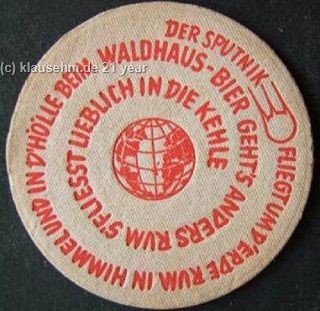 (c) klausehm.de 21 year
DER SPUTNIK FLIEGT UM D'ERDE RUM IN HIMMEL UND IN D'HÖLLE BEIM WALDHAUS-BIER GEHT'S ANDERS RUM S'FLIESST LIEBLICH IN DIE KEHLE